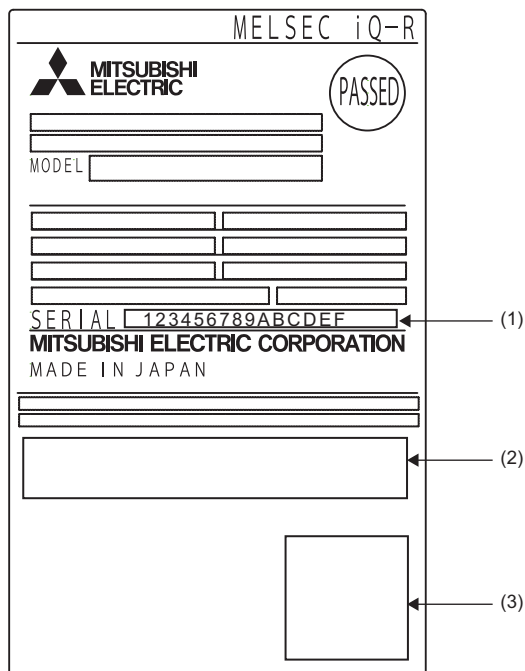 MELSEC iQ-R
MITSUBISHI
ELECTRIC
PASSED
MODEL
SERIAL 123456789ABCDEF
(1)
MITSUBISHI ELECTRIC CORPORATION
MADE IN JAPAN
(2)
(3)